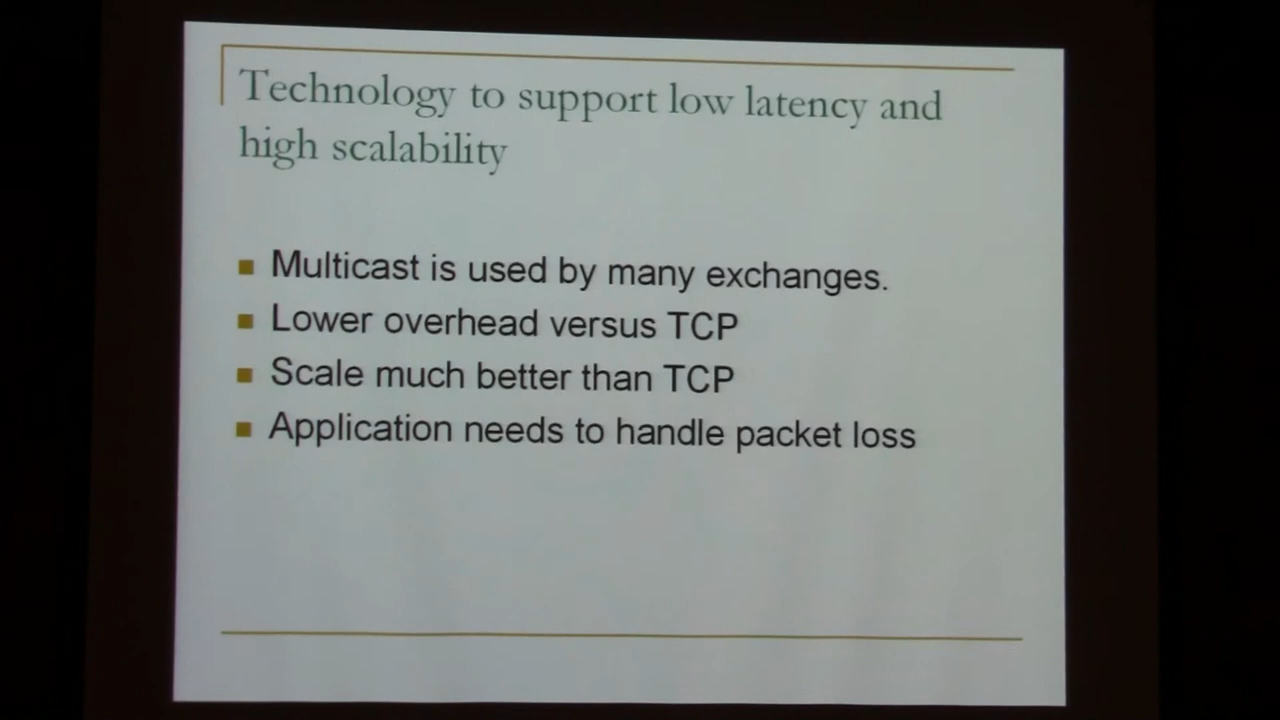 Technology to support low latency and
high scalability
Multicast is used by many exchanges.
Lower overhead versus TCP
Scale much better than TCP
Application needs to handle packet loss